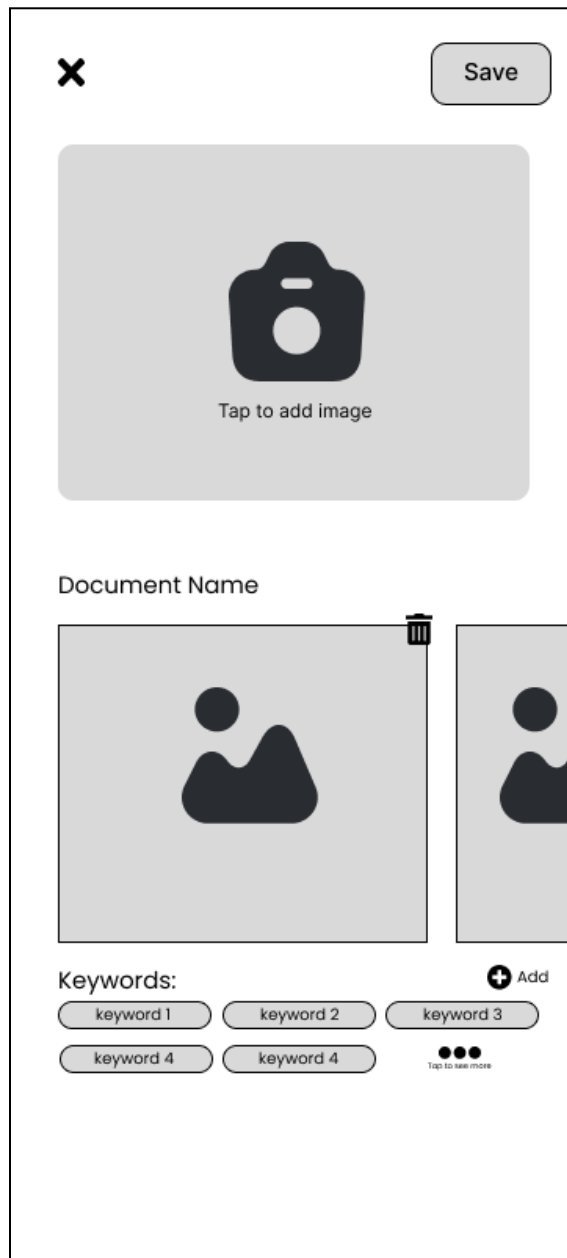 Save
Tap to add image
Document Name
Keywords:
Add
keyword 1
keyword 2
keyword 3
keyword 4
keyword 4
Tap to see more